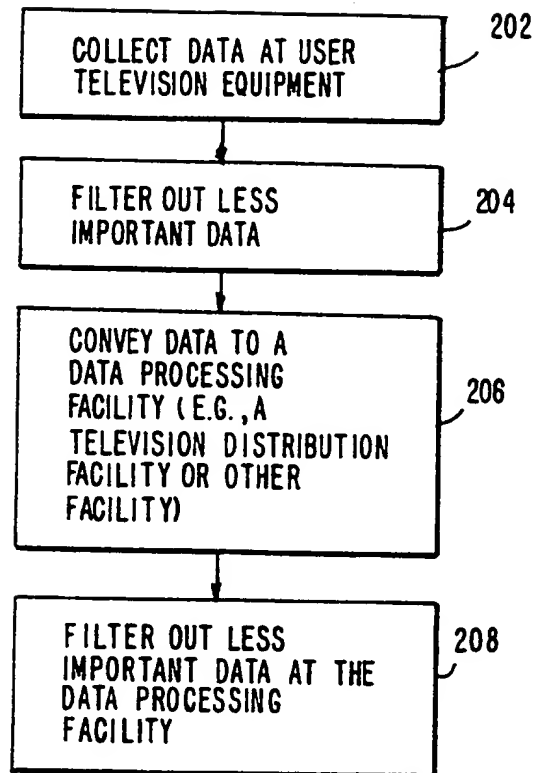 202
COLLECT DATA AT USER
TELEVISION EQUIPMENT
FILTER OUT LESS
IMPORTANT DATA
204
CONVEY DATA TO A
DATA PROCESSING
FACILITY (E.G., A
TELEVISION DISTRIBUTION
FACILITY OR OTHER
FACILITY)
206
FILTER OUT LESS
IMPORTANT DATA AT THE
DATA PROCESSING
FACILITY
208